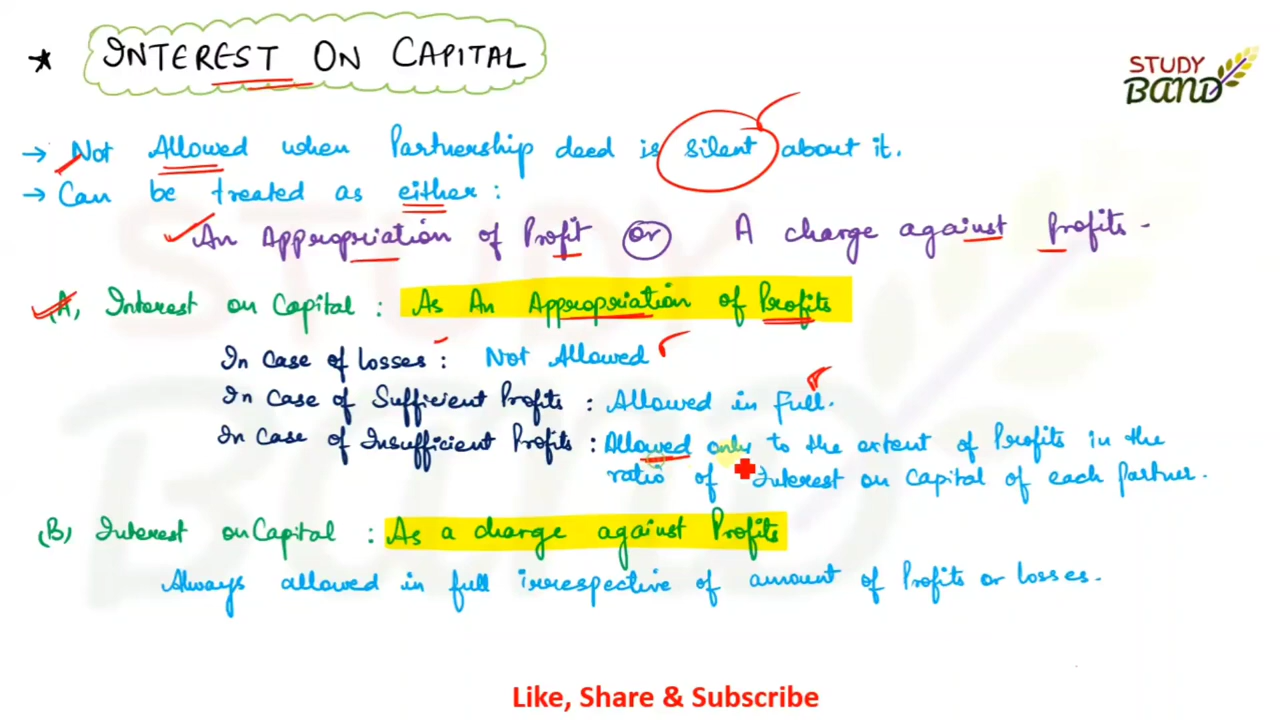 * INTEREST ON CAPITAL
STUDY BAND
→ Not Allowed when Partnership deed is silent about it.
→ Can be treated as either:
An Appropriation of Profit or A charge against Profits.
(A) Interest on Capital : As An Appropriation of Profits
In case of losses : Not Allowed
In case of Sufficient Profits : Allowed in full.
In case of Insufficient Profits : Allowed only to the extent of Profits in the
ratio of Interest on Capital of each Partner.
(B) Interest on Capital : As a charge against Profits
Always allowed in full irrespective of amount of Profits or losses.
STUDY BAND
Like, Share & Subscribe